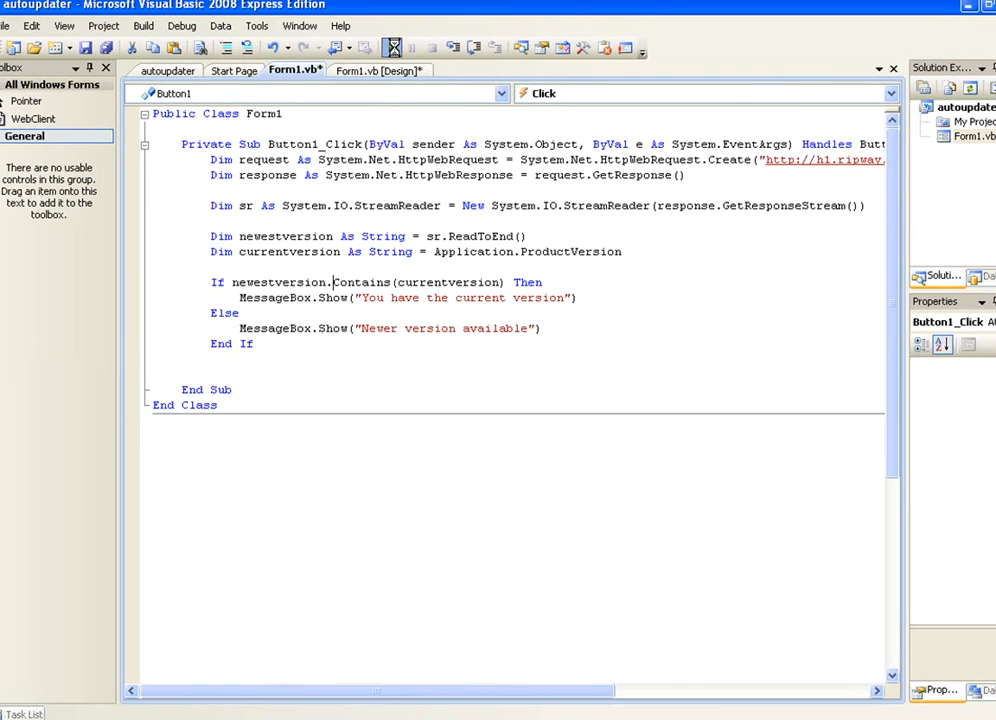 autoupdater - Microsoft Visual Basic 2008 Express Edition
Edit View Project Build Debug Data Tools Window Help
autoupdater Start Page Form1.vb* Form1.vb [Design]*
Solution Ex...
All Windows Forms
Pointer
WebClient
General
There are no usable
controls in this group.
Drag an item onto this
text to add it to the
toolbox.
Button1 Click
autoupdate
My Proje
Form1.vb
Public Class Form1
Private Sub Button1_Click(ByVal sender As System.Object, ByVal e As System.EventArgs) Handles But
Dim request As System.Net.HttpWebRequest = System.Net.HttpWebRequest.Create("http://h1.ripway.
Dim response As System.Net.HttpWebResponse = request.GetResponse()
Dim sr As System.IO.StreamReader = New System.IO.StreamReader(response.GetResponseStream())
Dim newestversion As String = sr.ReadToEnd()
Dim currentversion As String = Application.ProductVersion
If newestversion.Contains(currentversion) Then
MessageBox.Show("You have the current version")
Else
MessageBox.Show("Newer version available")
End If
End Sub
End Class
Soluti...
Da
Properties
Button1_Click
Prop...
Da
Task List